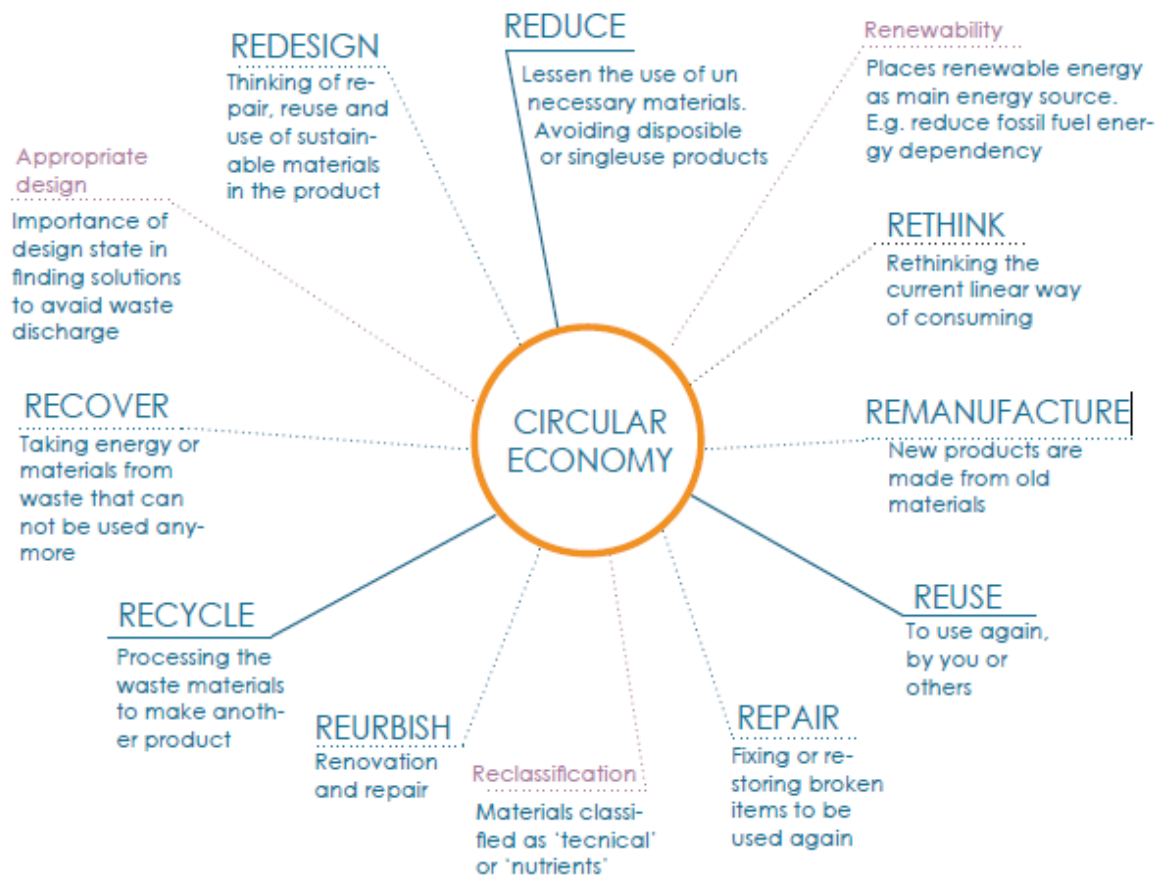 CIRCULAR
ECONOMY
REDUCE
Lessen the use of un
necessary materials.
Avoiding disposible
or singleuse products
Renewability
Places renewable energy
as main energy source.
E.g. reduce fossil fuel ener-
gy dependency
RETHINK
Rethinking the
current linear way
of consuming
REMANUFACTURE
New products are
made from old
materials
REUSE
To use again,
by you or
others
REPAIR
Fixing or re-
storing broken
items to be
used again
Reclassification
Materials classi-
fied as 'tecnical'
or 'nutrients'
REURBISH
Renovation
and repair
RECYCLE
Processing the
waste materials
to make anoth-
er product
RECOVER
Taking energy or
materials from
waste that can
not be used any-
more
Appropriate
design
Importance of
design state in
finding solutions
to avaid waste
discharge
REDESIGN
Thinking of re-
pair, reuse and
use of sustain-
able materials
in the product